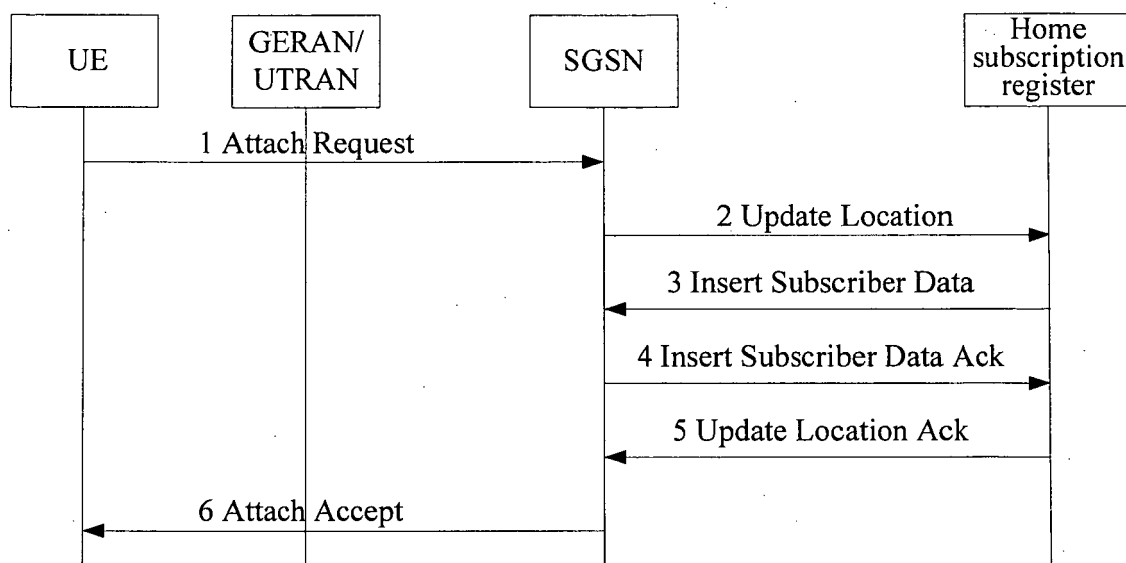 UE
GERAN/
UTRAN
SGSN
Home
subscription
register
1 Attach Request
2 Update Location
3 Insert Subscriber Data
4 Insert Subscriber Data Ack
5 Update Location Ack
6 Attach Accept